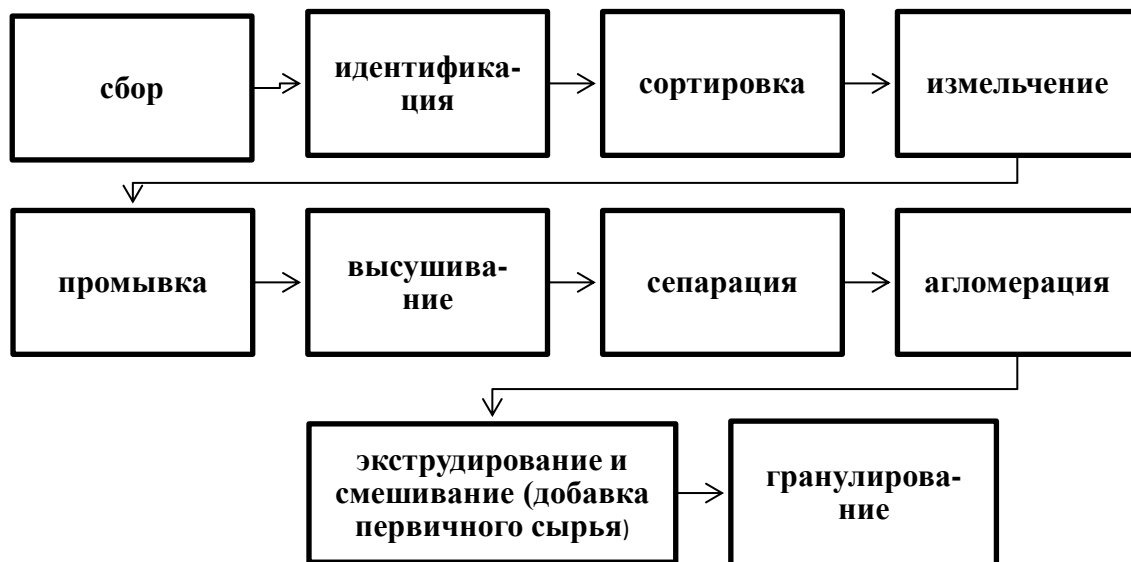 сбор
идентифика-
ция
сортировка
измельчение
промывка
высушива-
ние
сепарация
агломерация
экструдирование и
смешивание (добавка
первичного сырья)
гранулирова-
ние